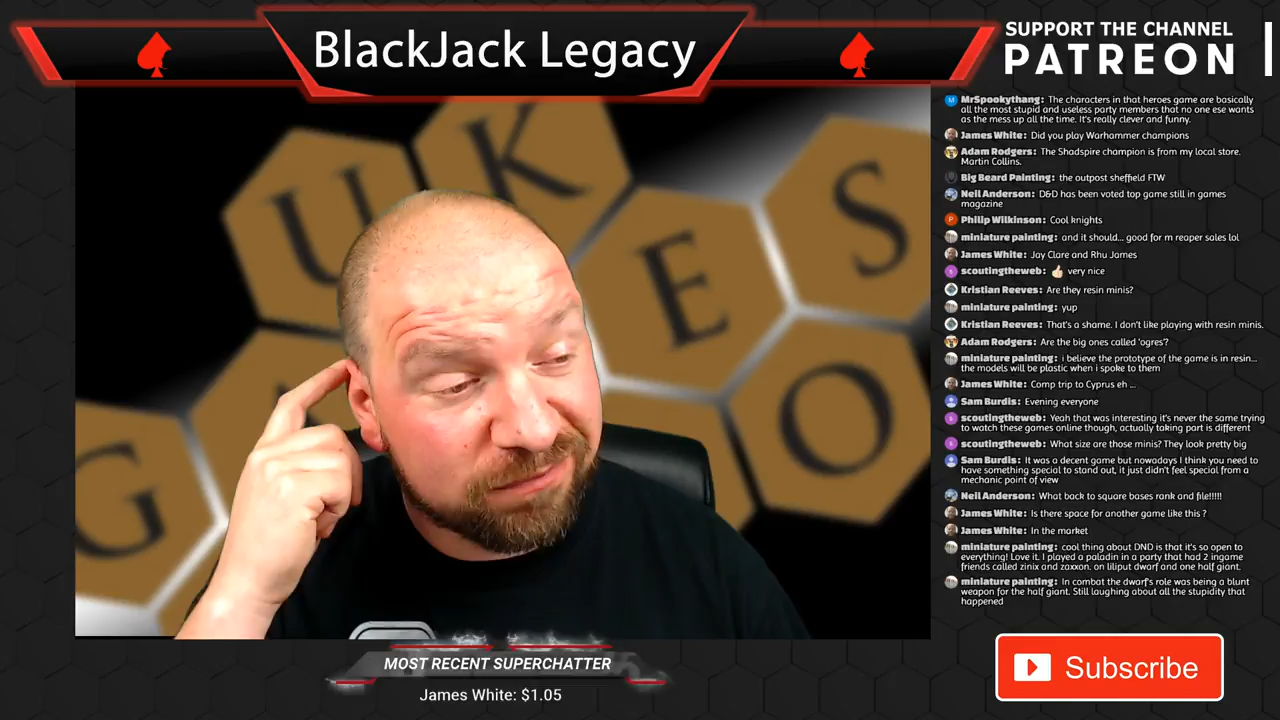 BlackJack Legacy
SUPPORT THE CHANNEL
PATREON
U
K
E
S
G
O
M MrSpookythang: The characters in that heroes game are basically
all the most stupid and useless party members that no one ese wants
as the mess up all the time. It's really clever and funny.
James White: Did you play Warhammer champions
Adam Rodgers: The Shadspire champion is from my local store.
Martin Collins.
Big Beard Painting: the outpost sheffield FTW
Neil Anderson: D&D has been voted top game still in games
magazine
P Philip Wilkinson: Cool knights
miniature painting: and it should... good for m reaper sales lol
James White: Jay Clare and Rhu James
s scoutingtheweb: 👍 very nice
Kristian Reeves: Are they resin minis?
miniature painting: yup
Kristian Reeves: That's a shame. I don't like playing with resin minis.
Adam Rodgers: Are the big ones called 'ogres'?
miniature painting: i believe the prototype of the game is in resin...
the models will be plastic when i spoke to them
James White: Comp trip to Cyprus eh ...
Sam Burdis: Evening everyone
s scoutingtheweb: Yeah that was interesting it's never the same trying
to watch these games online though, actually taking part is different
s scoutingtheweb: What size are those minis? They look pretty big
Sam Burdis: It was a decent game but nowadays I think you need to
have something special to stand out, it just didn't feel special from a
mechanic point of view
Neil Anderson: What back to square bases rank and file!!!!!
James White: Is there space for another game like this ?
James White: In the market
miniature painting: cool thing about DND is that it's so open to
everything! Love it. I played a paladin in a party that had 2 ingame
friends called zinix and zaxxon. on liliput dwarf and one half giant.
miniature painting: In combat the dwarf's role was being a blunt
weapon for the half giant. Still laughing about all the stupidity that
happened
MOST RECENT SUPERCHATTER
James White: $1.05
Subscribe